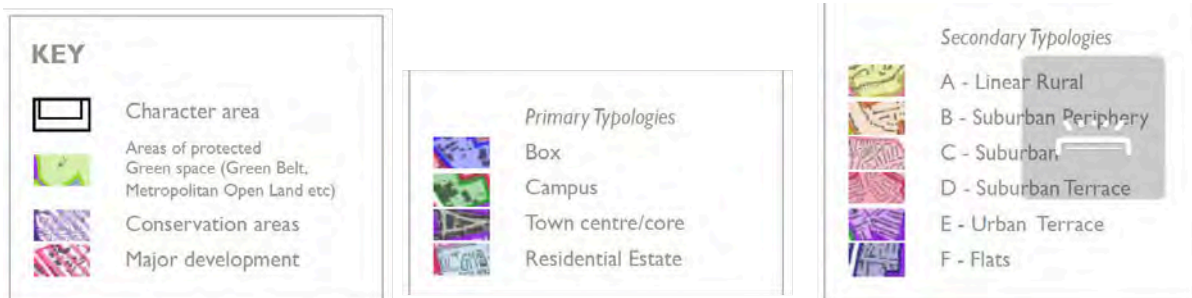 KEY
Character area
Areas of protected
Green space (Green Belt,
Metropolitan Open Land etc)
Conservation areas
Major development
Primary Typologies
Box
Campus
Town centre/core
Residential Estate
Secondary Typologies
A - Linear Rural
B - Suburban Periphery
C - Suburban
D - Suburban Terrace
E - Urban Terrace
F - Flats